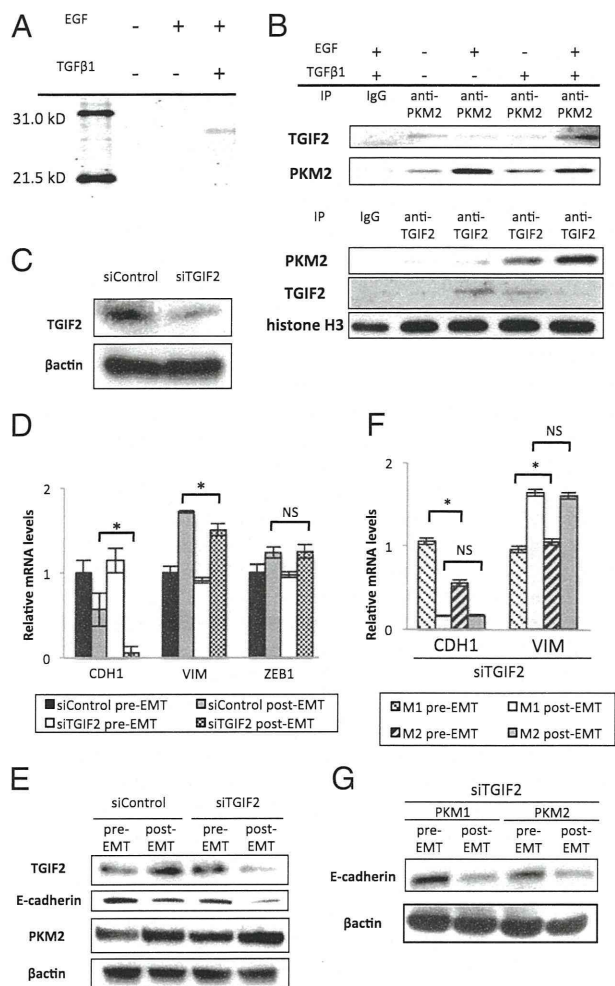 A
EGF - + +
TGFβ1 - - +
31.0 kD
21.5 kD
B
EGF + - + - +
TGFβ1 + - - + +
IP IgG anti-PKM2 anti-PKM2 anti-PKM2 anti-PKM2
TGIF2
PKM2
IP IgG anti-TGIF2 anti-TGIF2 anti-TGIF2 anti-TGIF2
PKM2
TGIF2
histone H3
C
siControl siTGIF2
TGIF2
βactin
D
Relative mRNA levels
2
1
0
* * NS
CDH1 VIM ZEB1
siControl pre-EMT siControl post-EMT
siTGIF2 pre-EMT siTGIF2 post-EMT
E
siControl siTGIF2
pre-EMT post-EMT pre-EMT post-EMT
TGIF2
E-cadherin
PKM2
βactin
F
Relative mRNA levels
2
1
0
* NS * NS
CDH1 VIM
siTGIF2
M1 pre-EMT M1 post-EMT
M2 pre-EMT M2 post-EMT
G
siTGIF2
PKM1 PKM2
pre-EMT post-EMT pre-EMT post-EMT
E-cadherin
βactin